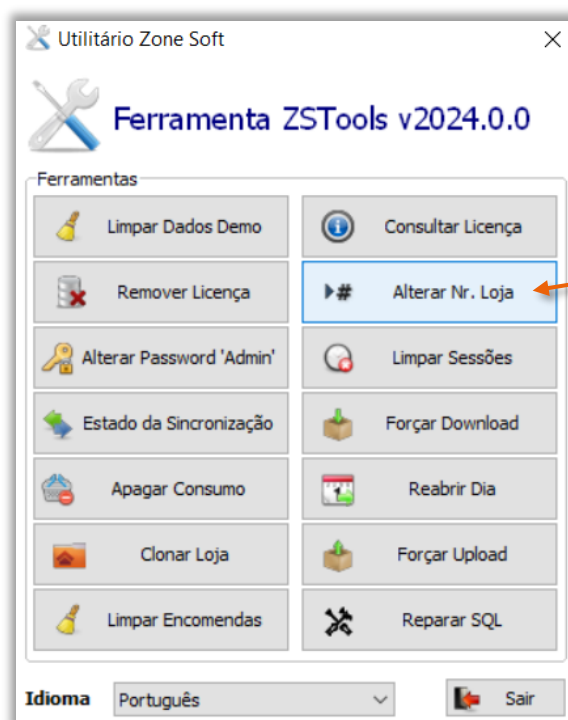 Utilitário Zone Soft
Ferramenta ZSTools v2024.0.0
Ferramentas
Limpar Dados Demo
Consultar Licença
Remover Licença
# Alterar Nr. Loja
Alterar Password 'Admin'
Limpar Sessões
Estado da Sincronização
Forçar Download
Apagar Consumo
Reabrir Dia
Clonar Loja
Forçar Upload
Limpar Encomendas
Reparar SQL
Idioma Português Sair